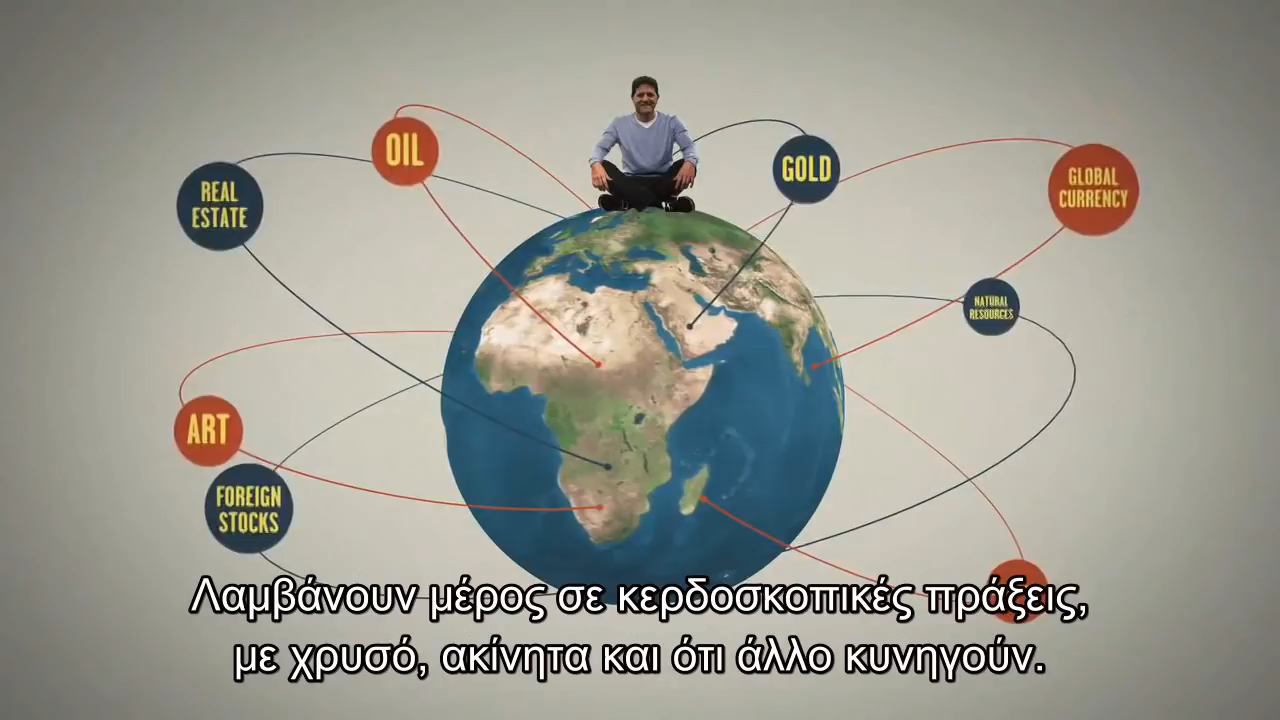 OIL
GOLD
REAL
ESTATE
GLOBAL
CURRENCY
NATURAL
RESOURCES
ART
FOREIGN
STOCKS
Λαμβάνουν μέρος σε κερδοσκοπικές πράξεις,
με χρυσό, ακίνητα και ότι άλλο κυνηγούν.